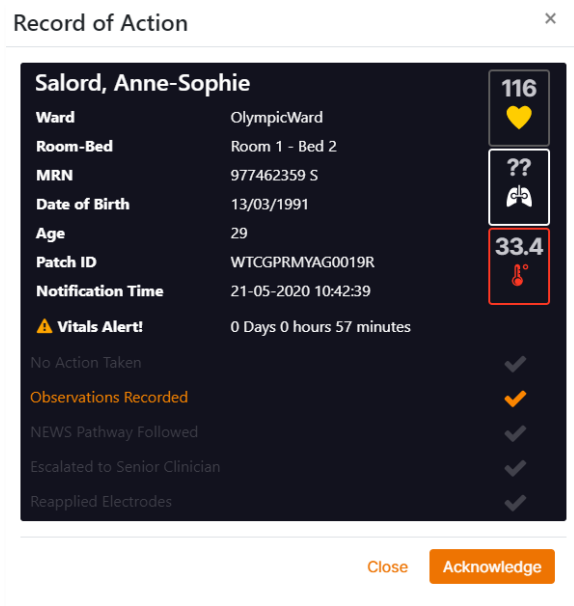 Record of Action
×
Salord, Anne-Sophie
116
Ward OlympicWard
Room-Bed Room 1 - Bed 2
??
MRN 977462359 S
Date of Birth 13/03/1991
Age 29
33.4
Patch ID WTCGPRMYAG0019R
Notification Time 21-05-2020 10:42:39
Vitals Alert! 0 Days 0 hours 57 minutes
No Action Taken
Observations Recorded
NEWS Pathway Followed
Escalated to Senior Clinician
Reapplied Electrodes
Close Acknowledge